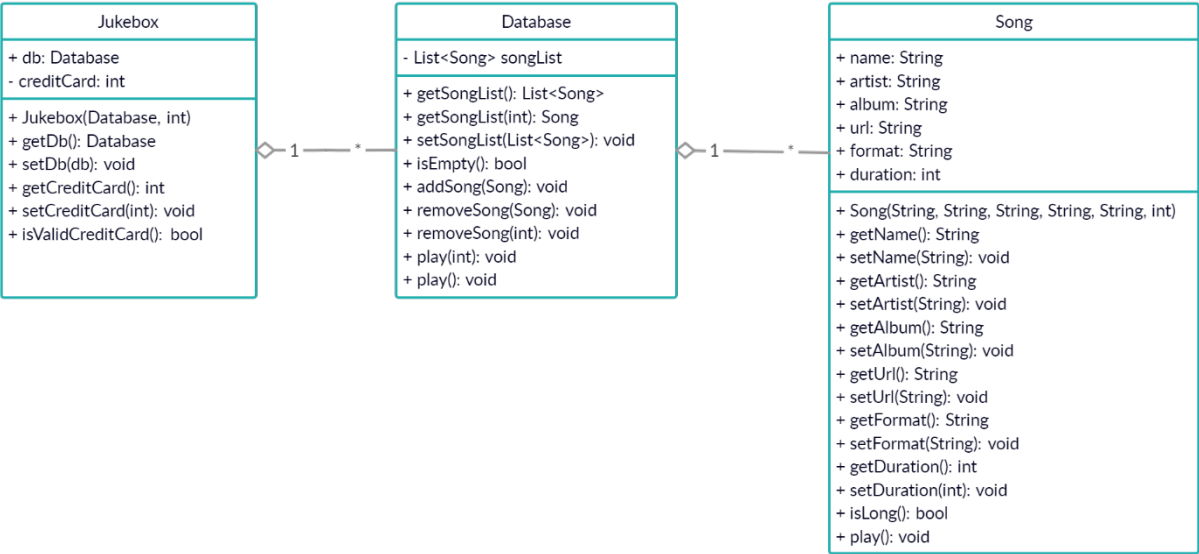 Jukebox
+ db: Database
- creditCard: int
+ Jukebox(Database, int)
+ getDb(): Database
+ setDb(db): void
+ getCreditCard(): int
+ setCreditCard(int): void
+ isValidCreditCard(): bool
1
*
Database
- List<Song> songList
+ getSongList(): List<Song>
+ getSongList(int): Song
+ setSongList(List<Song>): void
+ isEmpty(): bool
+ addSong(Song): void
+ removeSong(Song): void
+ removeSong(int): void
+ play(int): void
+ play(): void
1
*
Song
+ name: String
+ artist: String
+ album: String
+ url: String
+ format: String
+ duration: int
+ Song(String, String, String, String, String, int)
+ getName(): String
+ setName(String): void
+ getArtist(): String
+ setArtist(String): void
+ getAlbum(): String
+ setAlbum(String): void
+ getUrl(): String
+ setUrl(String): void
+ getFormat(): String
+ setFormat(String): void
+ getDuration(): int
+ setDuration(int): void
+ isLong(): bool
+ play(): void